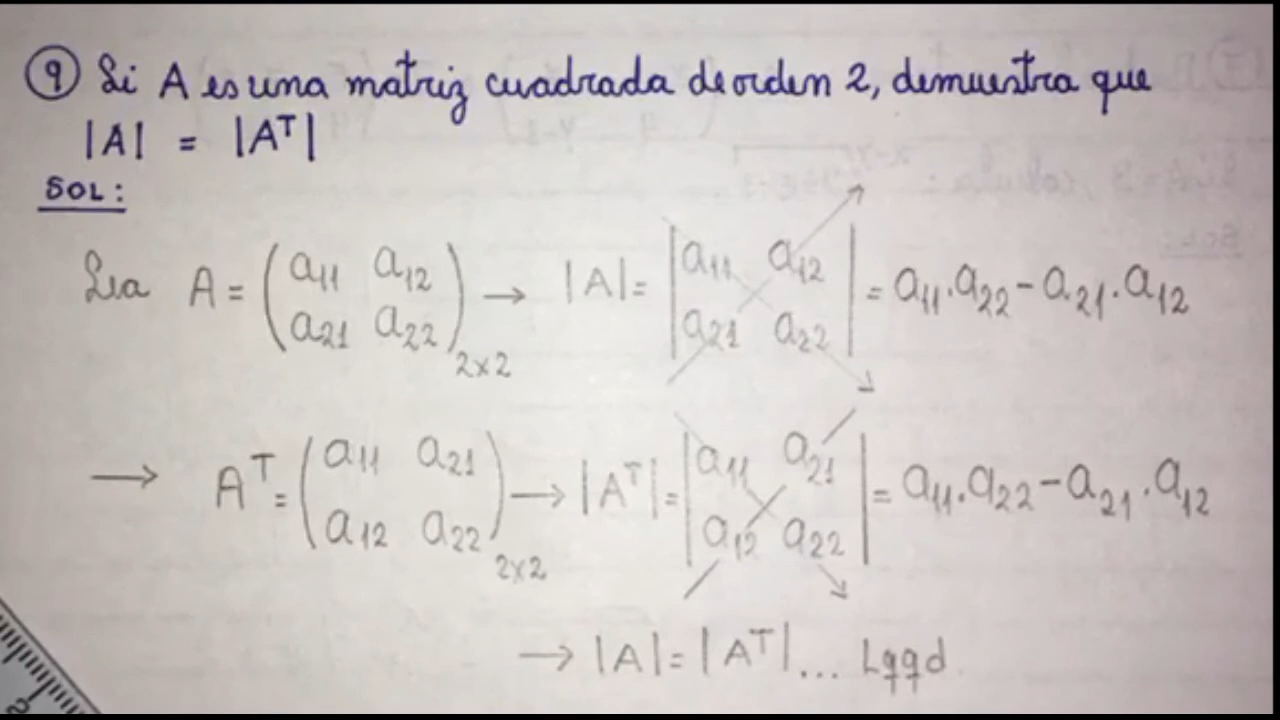 ⑨ Si A es una matriz cuadrada de orden 2, demuestra que
|A| = |Aᵀ|
SOL:
Sea A = (a₁₁ a₁₂ / a₂₁ a₂₂)₂ₓ₂ → |A| = |a₁₁ a₁₂ / a₂₁ a₂₂| = a₁₁.a₂₂ - a₂₁.a₁₂
→ Aᵀ = (a₁₁ a₂₁ / a₁₂ a₂₂)₂ₓ₂ → |Aᵀ| = |a₁₁ a₂₁ / a₁₂ a₂₂| = a₁₁.a₂₂ - a₂₁.a₁₂
→ |A| = |Aᵀ|... Lqqd